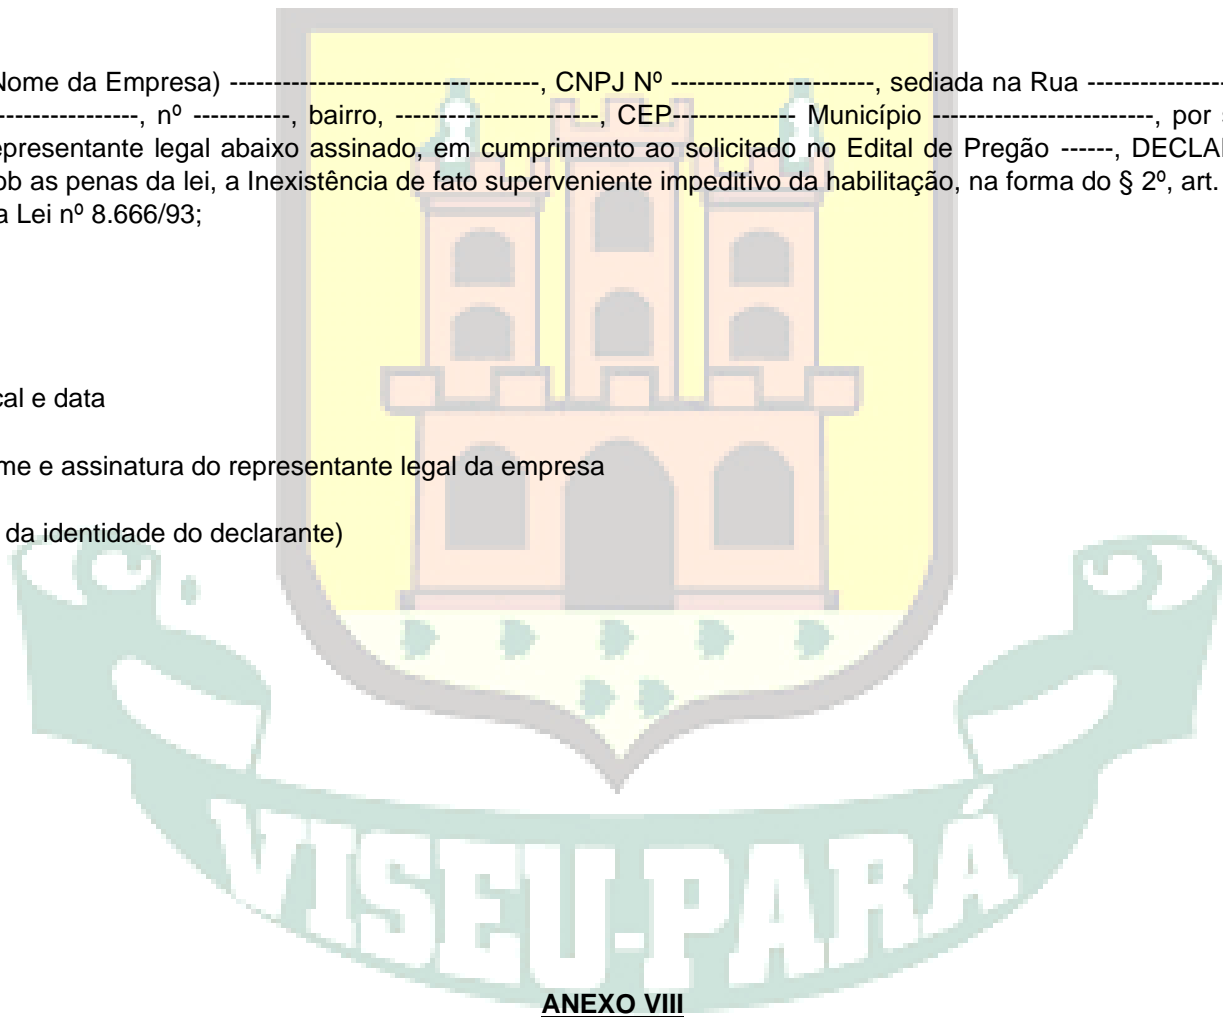 Nome da Empresa) -----------------------------------, CNPJ Nº -----------------------, sediada na Rua ----------------
----------------, nº -----------, bairro, -----------------------, CEP-------------- Município -------------------------, por
epresentante legal abaixo assinado, em cumprimento ao solicitado no Edital de Pregão ------, DECLA
ob as penas da lei, a Inexistência de fato superveniente impeditivo da habilitação, na forma do § 2º, art.
a Lei nº 8.666/93;
cal e data
me e assinatura do representante legal da empresa
da identidade do declarante)
VISEU-PARÁ
ANEXO VIII